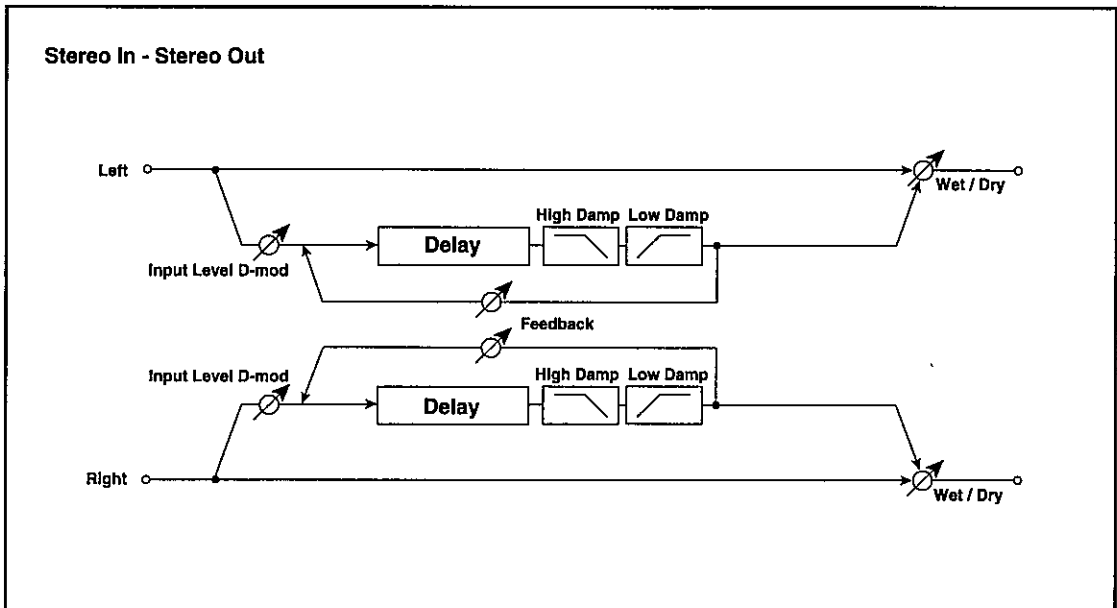 Stereo In - Stereo Out
Left
Wet / Dry
High Damp Low Damp
Delay
Input Level D-mod
Feedback
Input Level D-mod
High Damp Low Damp
Delay
Right
Wet / Dry